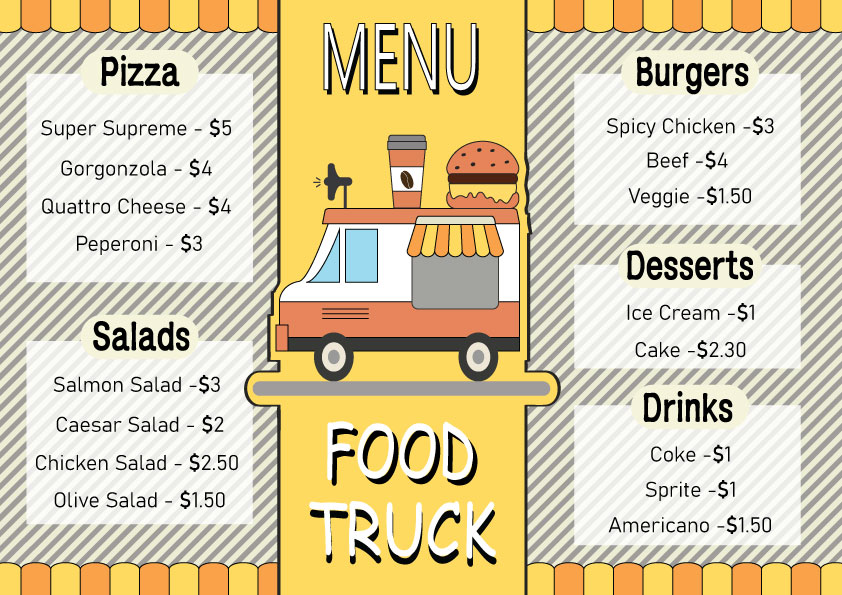 MENU
FOOD
TRUCK
Pizza
Super Supreme - $5
Gorgonzola - $4
Quattro Cheese - $4
Peperoni - $3
Salads
Salmon Salad -$3
Caesar Salad - $2
Chicken Salad - $2.50
Olive Salad - $1.50
Burgers
Spicy Chicken -$3
Beef -$4
Veggie -$1.50
Desserts
Ice Cream -$1
Cake -$2.30
Drinks
Coke -$1
Sprite -$1
Americano -$1.50